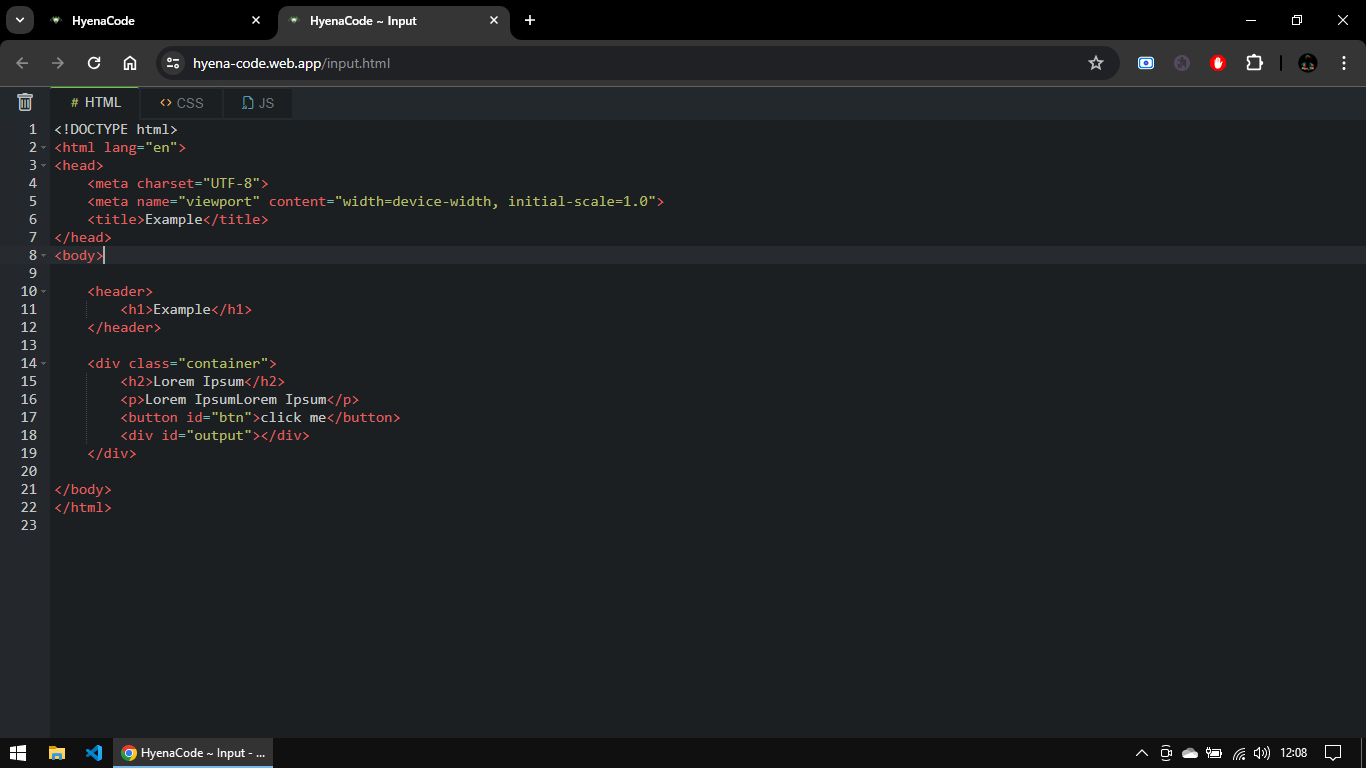 HyenaCode
HyenaCode ~ Input
hyena-code.web.app/input.html
# HTML <> CSS JS
1 <!DOCTYPE html>
2 <html lang="en">
3 <head>
4     <meta charset="UTF-8">
5     <meta name="viewport" content="width=device-width, initial-scale=1.0">
6     <title>Example</title>
7 </head>
8 <body>
9
10     <header>
11         <h1>Example</h1>
12     </header>
13
14     <div class="container">
15         <h2>Lorem Ipsum</h2>
16         <p>Lorem IpsumLorem Ipsum</p>
17         <button id="btn">click me</button>
18         <div id="output"></div>
19     </div>
20
21 </body>
22 </html>
23
HyenaCode ~ Input - ...
12:08